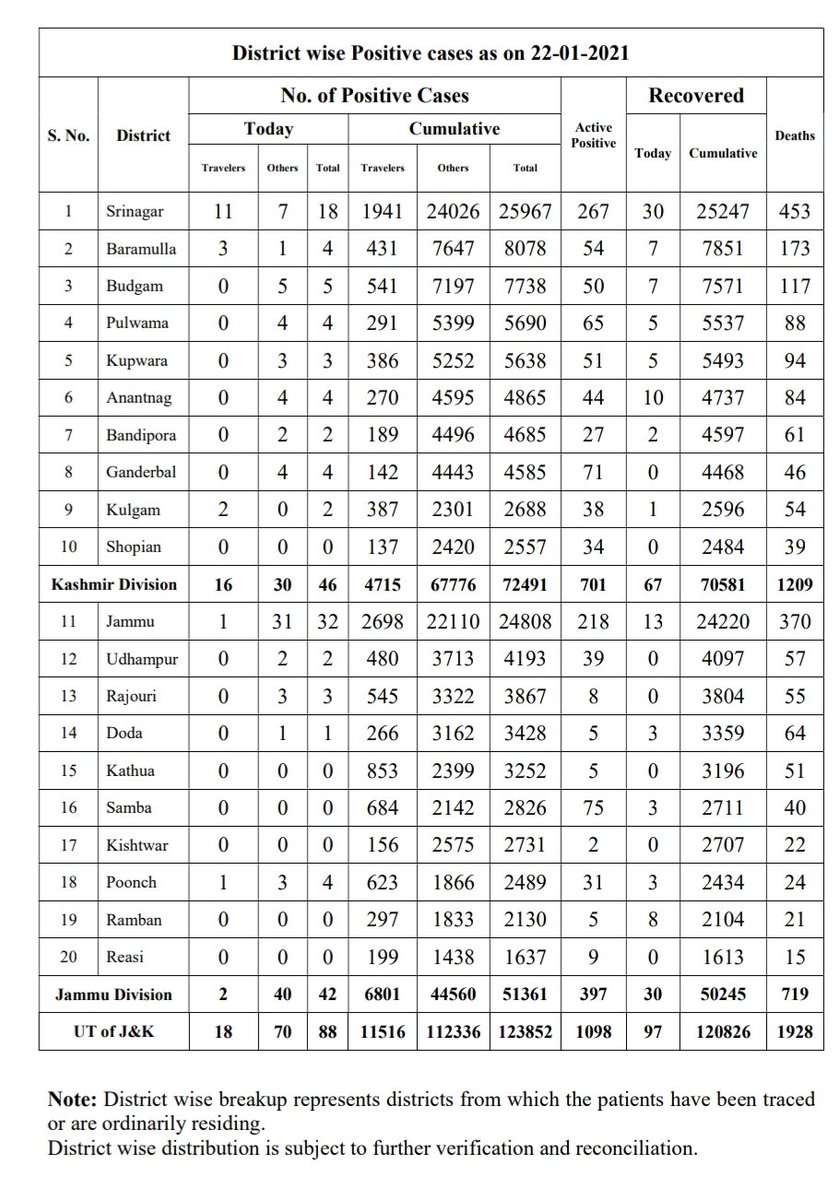 District wise Positive cases as on 22-01-2021
S. No. District No. of Positive Cases Active Positive Recovered Deaths
Today Cumulative Today Cumulative
Travelers Others Total Travelers Others Total
1 Srinagar 11 7 18 1941 24026 25967 267 30 25247 453
2 Baramulla 3 1 4 431 7647 8078 54 7 7851 173
3 Budgam 0 5 5 541 7197 7738 50 7 7571 117
4 Pulwama 0 4 4 291 5399 5690 65 5 5537 88
5 Kupwara 0 3 3 386 5252 5638 51 5 5493 94
6 Anantnag 0 4 4 270 4595 4865 44 10 4737 84
7 Bandipora 0 2 2 189 4496 4685 27 2 4597 61
8 Ganderbal 0 4 4 142 4443 4585 71 0 4468 46
9 Kulgam 2 0 2 387 2301 2688 38 1 2596 54
10 Shopian 0 0 0 137 2420 2557 34 0 2484 39
Kashmir Division 16 30 46 4715 67776 72491 701 67 70581 1209
11 Jammu 1 31 32 2698 22110 24808 218 13 24220 370
12 Udhampur 0 2 2 480 3713 4193 39 0 4097 57
13 Rajouri 0 3 3 545 3322 3867 8 0 3804 55
14 Doda 0 1 1 266 3162 3428 5 3 3359 64
15 Kathua 0 0 0 853 2399 3252 5 0 3196 51
16 Samba 0 0 0 684 2142 2826 75 3 2711 40
17 Kishtwar 0 0 0 156 2575 2731 2 0 2707 22
18 Poonch 1 3 4 623 1866 2489 31 3 2434 24
19 Ramban 0 0 0 297 1833 2130 5 8 2104 21
20 Reasi 0 0 0 199 1438 1637 9 0 1613 15
Jammu Division 2 40 42 6801 44560 51361 397 30 50245 719
UT of J&K 18 70 88 11516 112336 123852 1098 97 120826 1928
Note: District wise breakup represents districts from which the patients have been traced
or are ordinarily residing.
District wise distribution is subject to further verification and reconciliation.